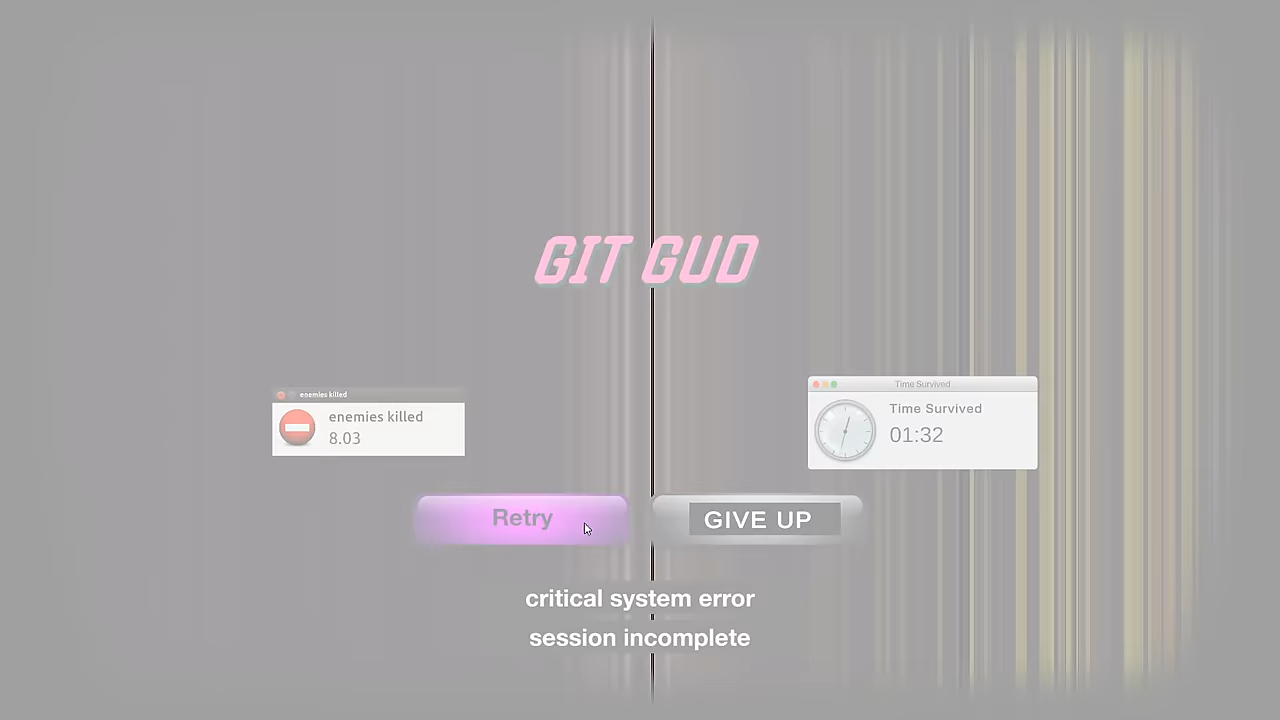 GIT GUD
enemies killed
enemies killed
8.03
Time Survived
Time Survived
01:32
Retry
GIVE UP
critical system error
session incomplete